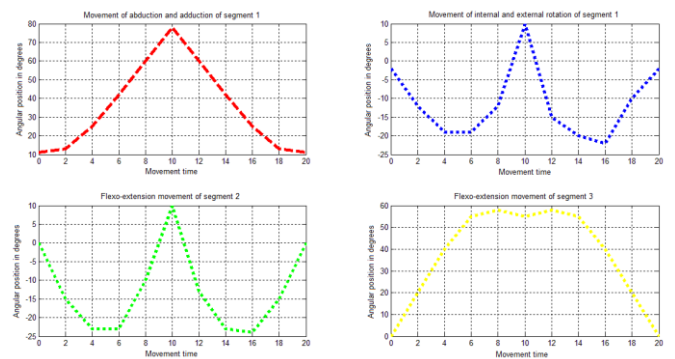 Movement of abduction and adduction of segment 1
Angular position in degrees
80
70
60
50
40
30
20
10
0 2 4 6 8 10 12 14 16 18 20
Movement time
Movement of internal and external rotation of segment 1
Angular position in degrees
10
5
0
-5
-10
-15
-20
-25
0 2 4 6 8 10 12 14 16 18 20
Movement time
Flexo-extension movement of segment 2
Angular position in degrees
10
5
0
-5
-10
-15
-20
-25
0 2 4 6 8 10 12 14 16 18 20
Movement time
Flexo-extension movement of segment 3
Angular position in degrees
60
50
40
30
20
10
0
0 2 4 6 8 10 12 14 16 18 20
Movement time